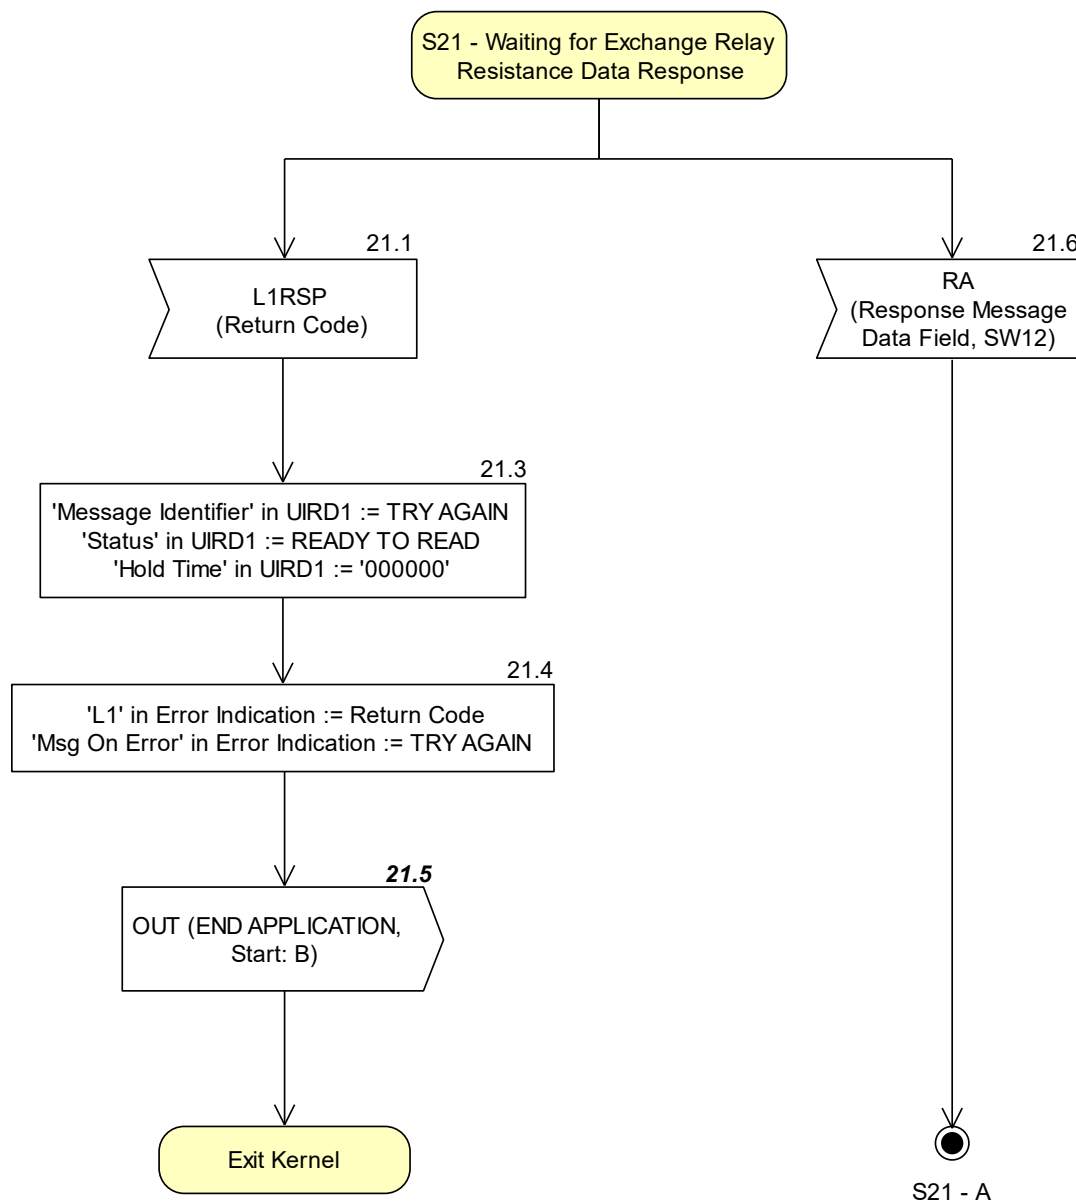 S21 - Waiting for Exchange Relay
Resistance Data Response
21.1
L1RSP
(Return Code)
21.6
RA
(Response Message
Data Field, SW12)
21.3
'Message Identifier' in UIRD1 := TRY AGAIN
'Status' in UIRD1 := READY TO READ
'Hold Time' in UIRD1 := '000000'
21.4
'L1' in Error Indication := Return Code
'Msg On Error' in Error Indication := TRY AGAIN
21.5
OUT (END APPLICATION,
Start: B)
Exit Kernel
S21 - A